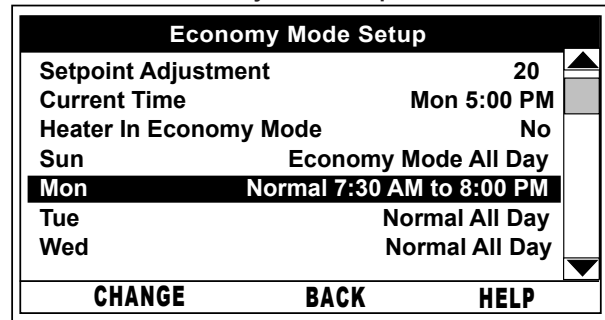 Economy Mode Setup
Setpoint Adjustment 20
Current Time Mon 5:00 PM
Heater In Economy Mode No
Sun Economy Mode All Day
Mon Normal 7:30 AM to 8:00 PM
Tue Normal All Day
Wed Normal All Day
CHANGE BACK HELP